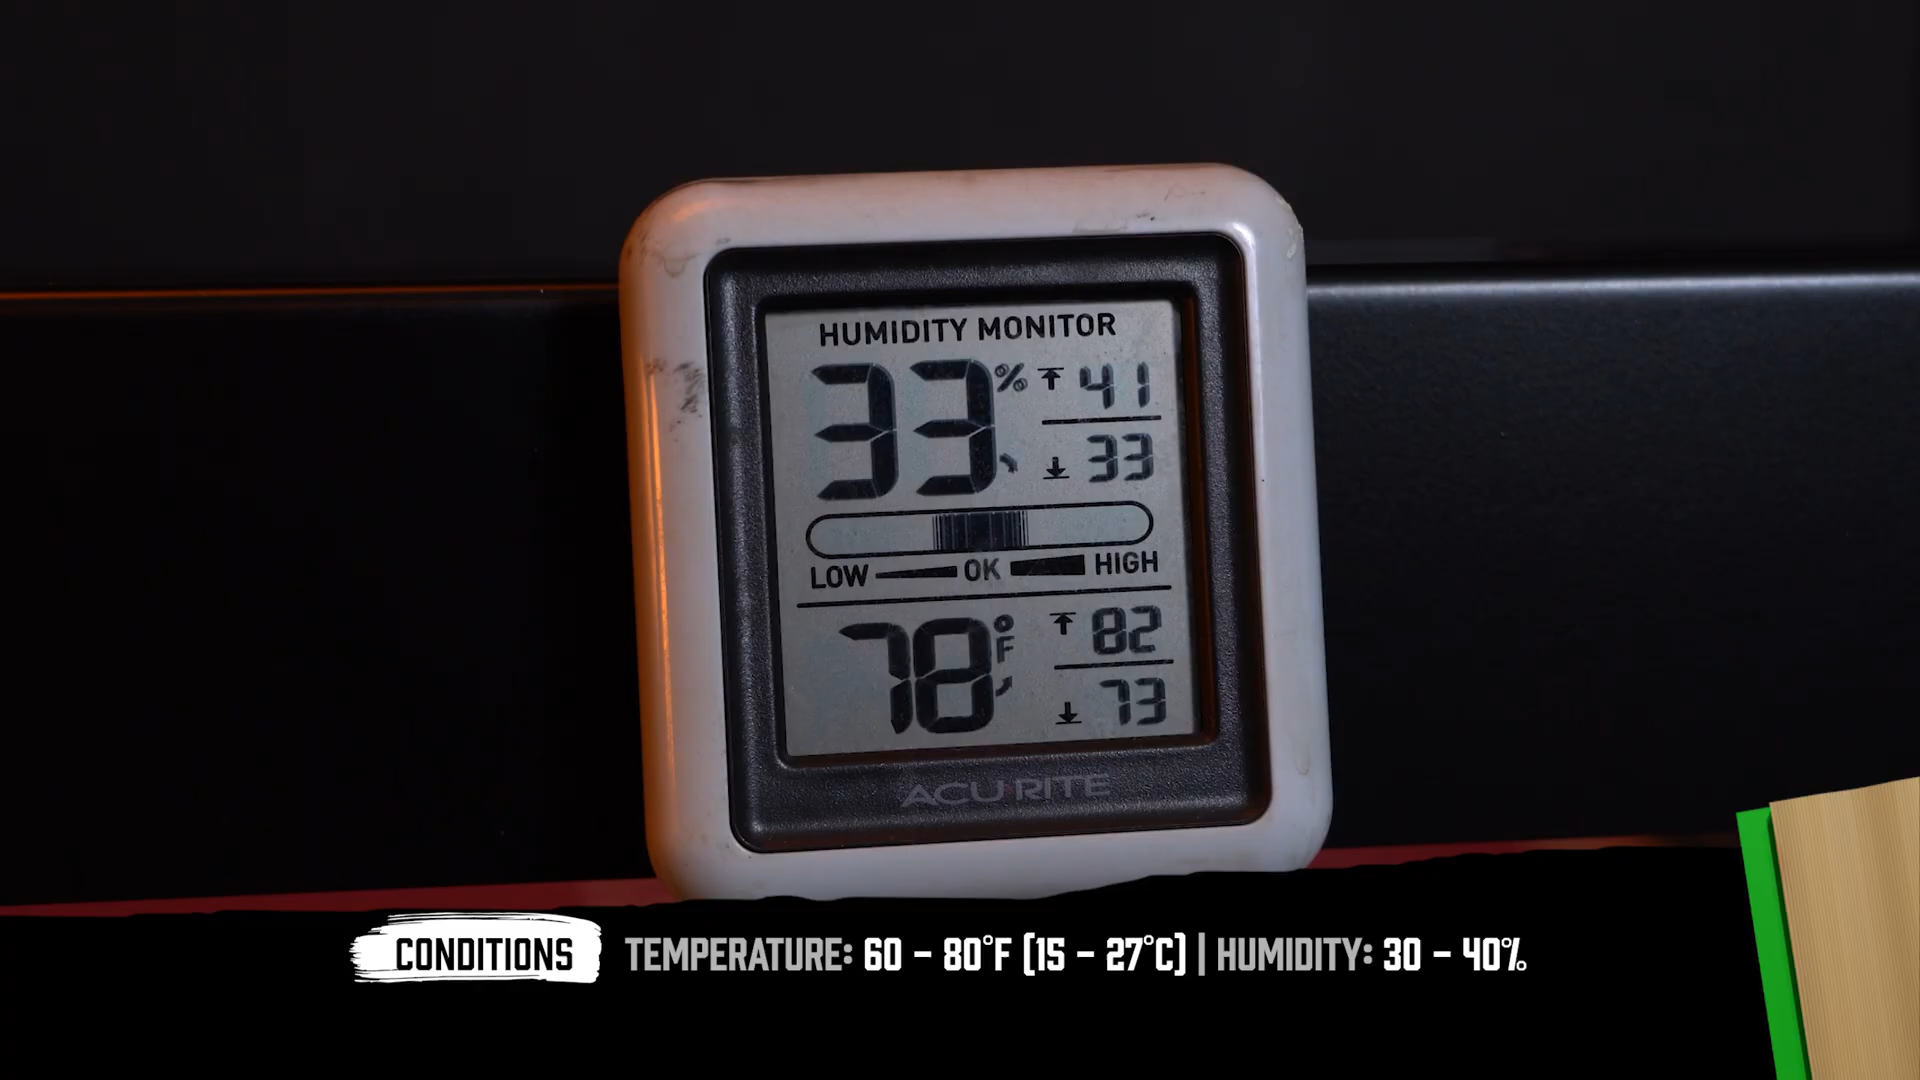 HUMIDITY MONITOR
33% 41
33
LOW OK HIGH
78°F 82
73
ACURITE
CONDITIONS TEMPERATURE: 60 – 80°F (15 – 27°C) | HUMIDITY: 30 – 40%